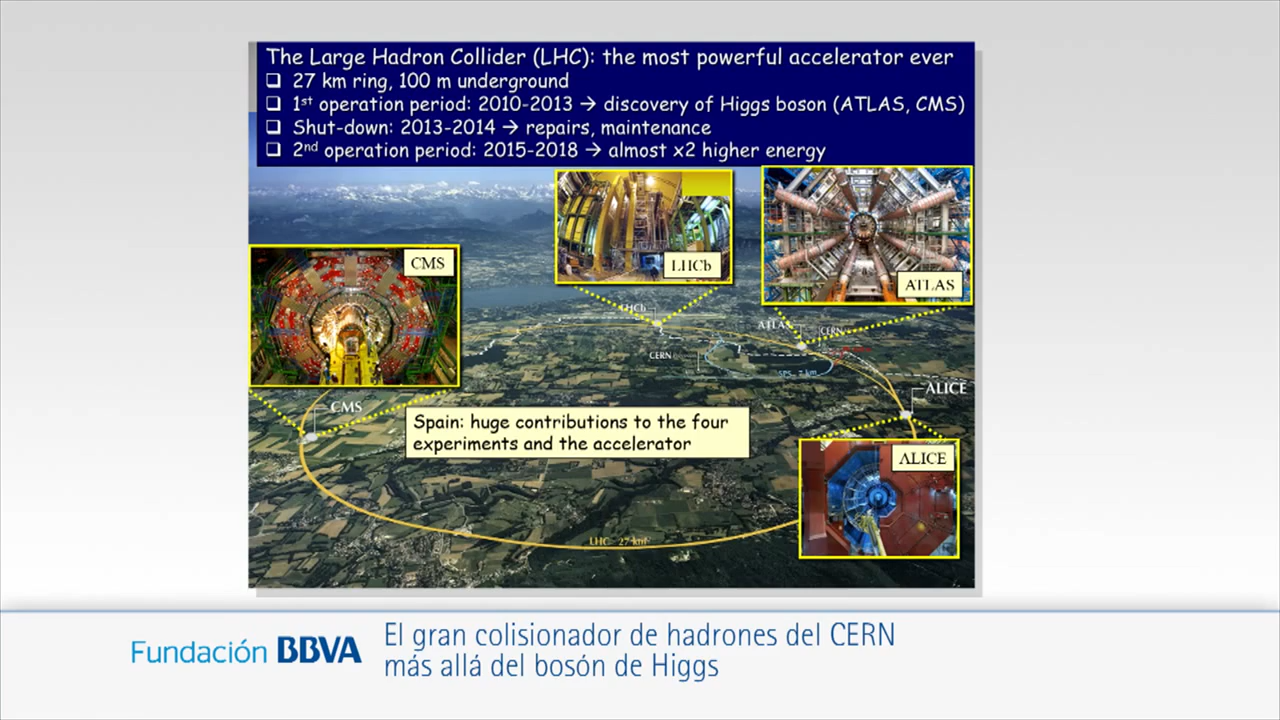 The Large Hadron Collider (LHC): the most powerful accelerator ever
❑ 27 km ring, 100 m underground
❑ 1st operation period: 2010-2013 → discovery of Higgs boson (ATLAS, CMS)
❑ Shut-down: 2013-2014 → repairs, maintenance
❑ 2nd operation period: 2015-2018 → almost x2 higher energy
CMS
LHCb
ATLAS
LHCb
ATLAS
CERN
CERN
SPS 7 km
ALICE
CMS
Spain: huge contributions to the four
experiments and the accelerator
ALICE
LHC 27 km
Fundación BBVA
El gran colisionador de hadrones del CERN
más allá del bosón de Higgs